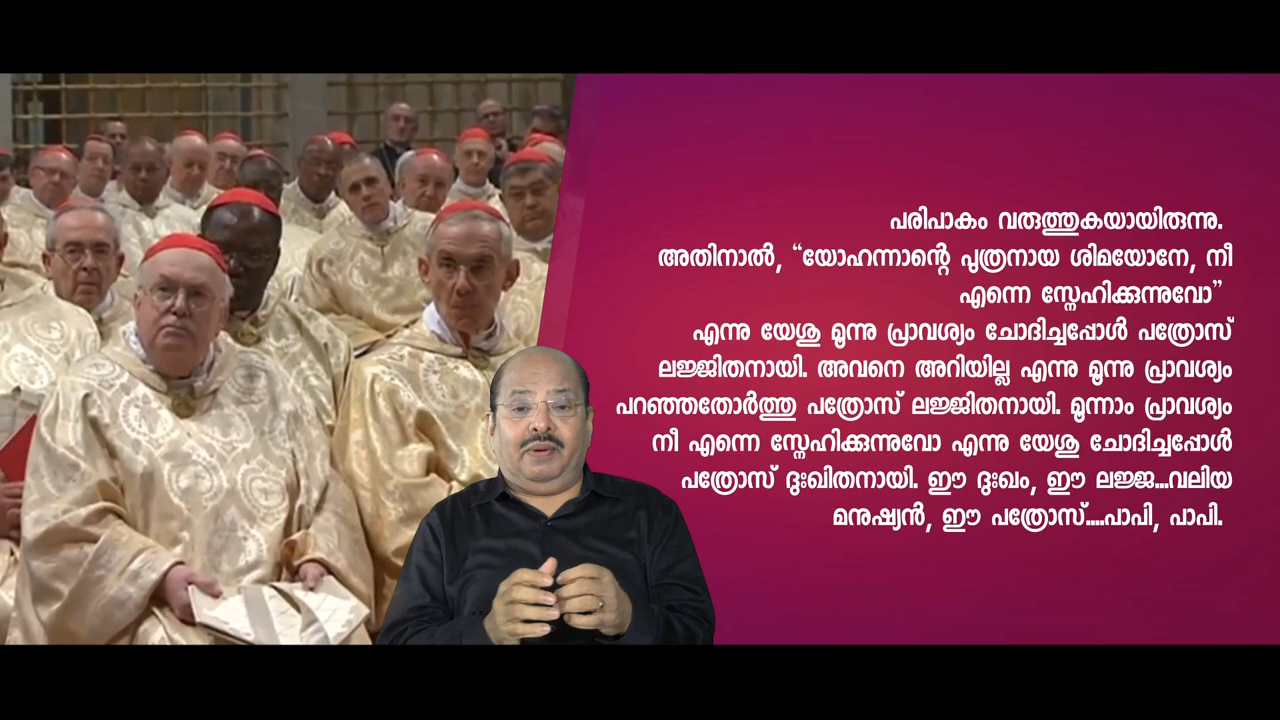 പരിപാകം വരുത്തുകയായിരുന്നു.
അതിനാൽ, “യോഹന്നാന്റെ പുത്രനായ ശിമയോനേ, നീ
എന്നെ സ്നേഹിക്കുന്നുവോ”
എന്നു യേശു മൂന്നു പ്രാവശ്യം ചോദിച്ചപ്പോൾ പത്രോസ്
ലജ്ജിതനായി. അവനെ അറിയില്ല എന്നു മൂന്നു പ്രാവശ്യം
പറഞ്ഞതോർത്തു പത്രോസ് ലജ്ജിതനായി. മൂന്നാം പ്രാവശ്യം
നീ എന്നെ സ്നേഹിക്കുന്നുവോ എന്നു യേശു ചോദിച്ചപ്പോൾ
പത്രോസ് ദുഃഖിതനായി. ഈ ദുഃഖം, ഈ ലജ്ജ...വലിയ
മനുഷ്യൻ, ഈ പത്രോസ്....പാപി, പാപി.